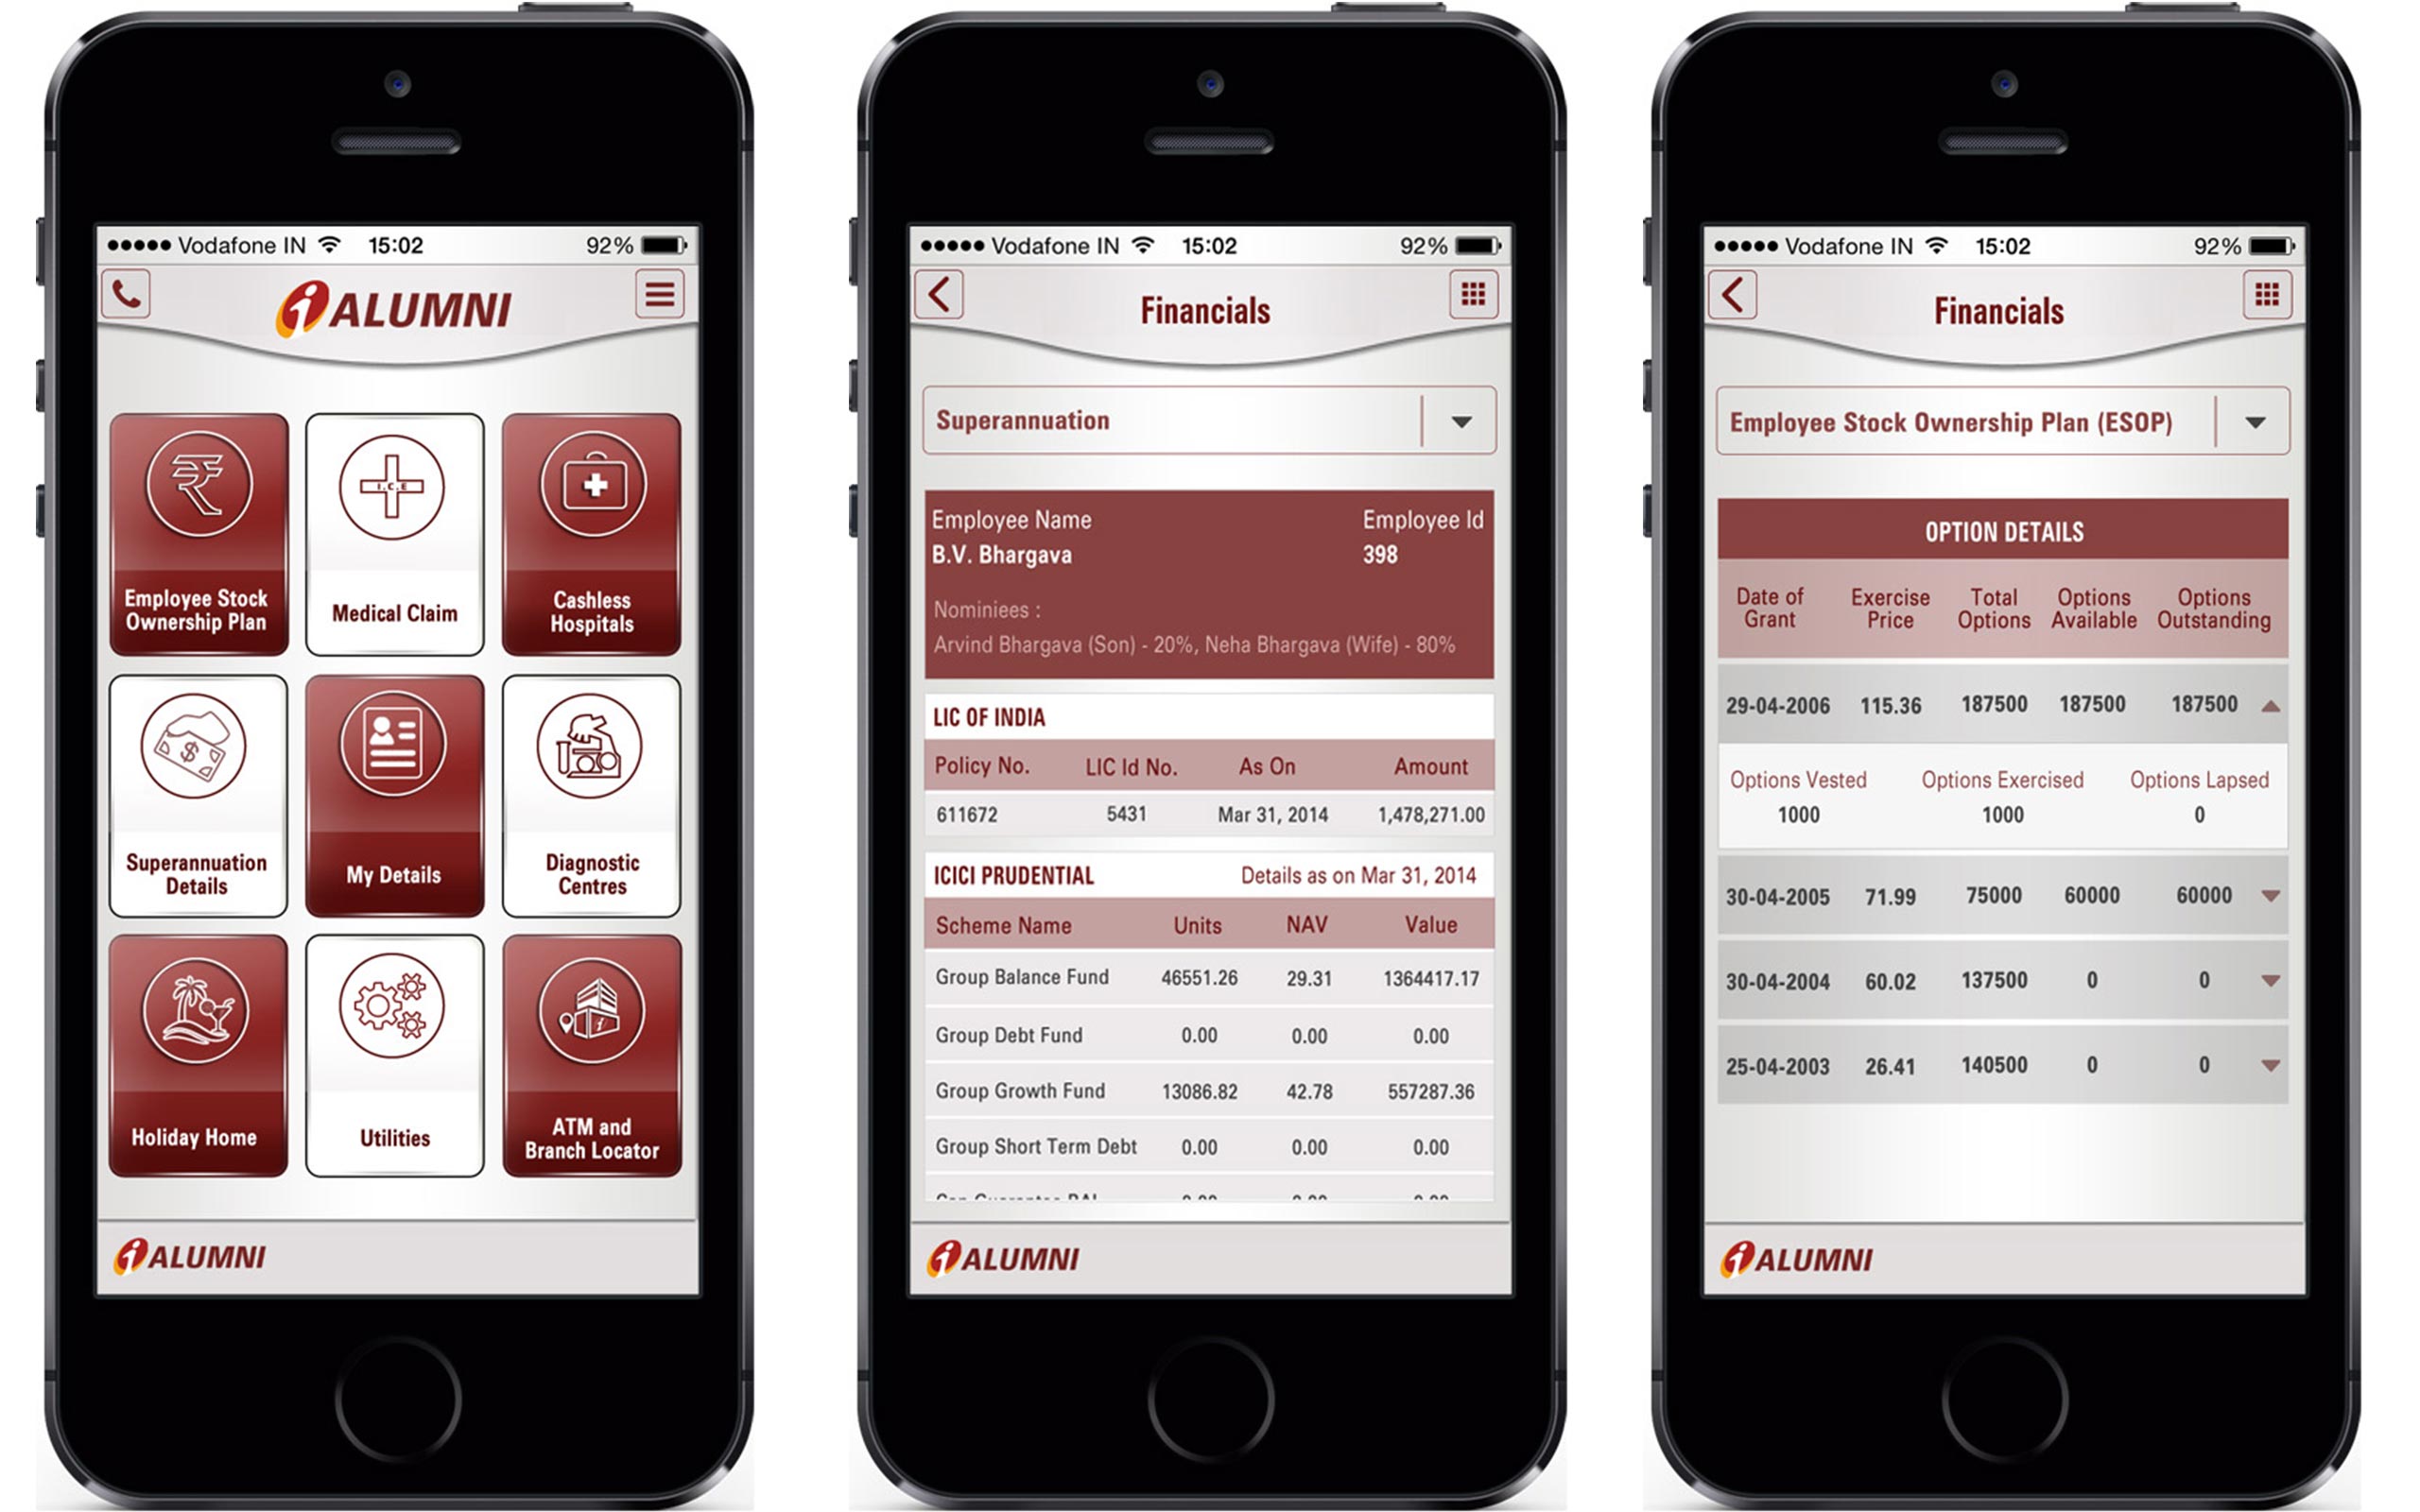 Vodafone IN 15:02 92%
ALUMNI
Employee Stock
Ownership Plan
I.C.E
Medical Claim
Cashless
Hospitals
Superannuation
Details
My Details
Diagnostic
Centres
Holiday Home
Utilities
ATM and
Branch Locator
ALUMNI
Vodafone IN 15:02 92%
Financials
Superannuation
Employee Name Employee Id
B.V. Bhargava 398
Nominiees :
Arvind Bhargava (Son) - 20%, Neha Bhargava (Wife) - 80%
LIC OF INDIA
Policy No. LIC Id No. As On Amount
611672 5431 Mar 31, 2014 1,478,271.00
ICICI PRUDENTIAL Details as on Mar 31, 2014
Scheme Name Units NAV Value
Group Balance Fund 46551.26 29.31 1364417.17
Group Debt Fund 0.00 0.00 0.00
Group Growth Fund 13086.82 42.78 557287.36
Group Short Term Debt 0.00 0.00 0.00
ALUMNI
Vodafone IN 15:02 92%
Financials
Employee Stock Ownership Plan (ESOP)
OPTION DETAILS
Date of Grant Exercise Price Total Options Options Available Options Outstanding
29-04-2006 115.36 187500 187500 187500
Options Vested Options Exercised Options Lapsed
1000 1000 0
30-04-2005 71.99 75000 60000 60000
30-04-2004 60.02 137500 0 0
25-04-2003 26.41 140500 0 0
ALUMNI